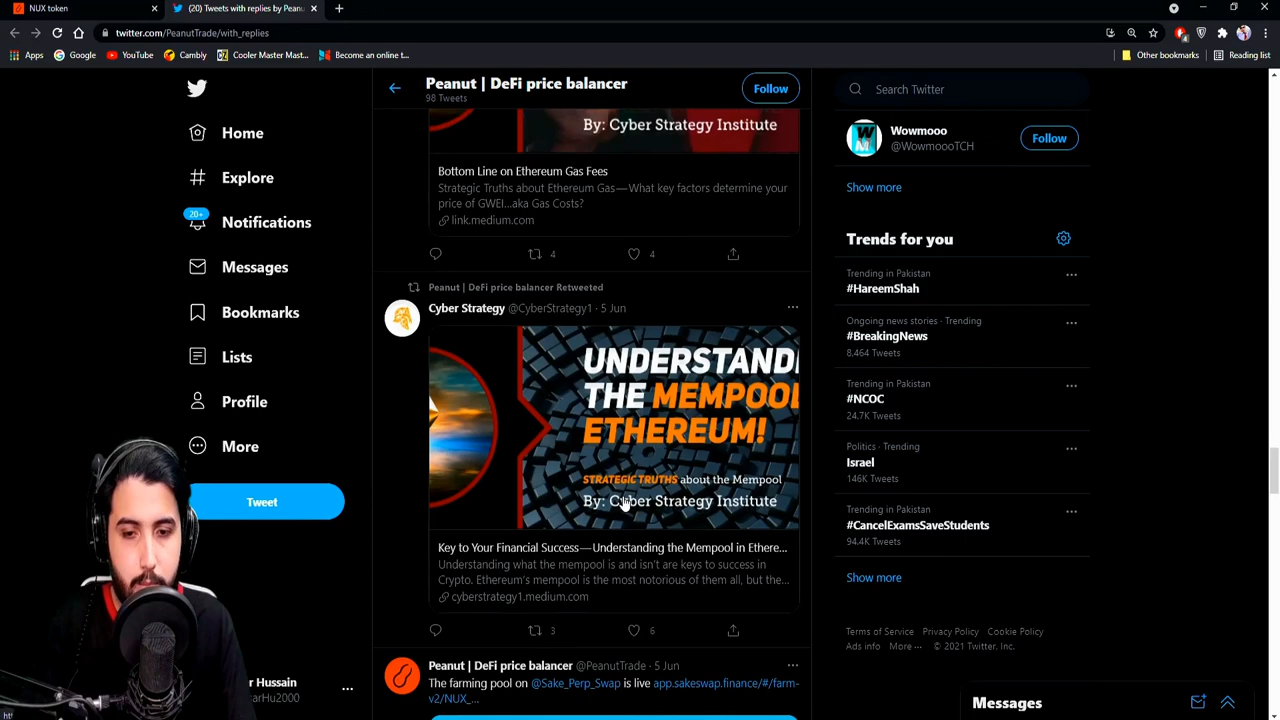 NUX token
(20) Tweets with replies by Peanu
twitter.com/PeanutTrade/with_replies
4
Apps
Google
YouTube
Cambly
Cooler Master Mast...
Become an online t...
Other bookmarks
Reading list
Home
Explore
20+
Notifications
Messages
Bookmarks
Lists
Profile
More
Tweet
r Hussain
arHu2000
Peanut | DeFi price balancer
98 Tweets
Follow
By: Cyber Strategy Institute
Bottom Line on Ethereum Gas Fees
Strategic Truths about Ethereum Gas—What key factors determine your
price of GWEI...aka Gas Costs?
link.medium.com
4
4
Peanut | DeFi price balancer Retweeted
Cyber Strategy @CyberStrategy1 · 5 Jun
UNDERSTAND
THE MEMPOOL
ETHEREUM!
STRATEGIC TRUTHS about the Mempool
By: Cyber Strategy Institute
Key to Your Financial Success—Understanding the Mempool in Ethere...
Understanding what the mempool is and isn't are keys to success in
Crypto. Ethereum's mempool is the most notorious of them all, but the...
cyberstrategy1.medium.com
3
6
Peanut | DeFi price balancer @PeanutTrade · 5 Jun
The farming pool on @Sake_Perp_Swap is live app.sakeswap.finance/#/farm-
v2/NUX_...
Search Twitter
Wowmooo
@WowmoooTCH
Follow
Show more
Trends for you
Trending in Pakistan
#HareemShah
Ongoing news stories · Trending
#BreakingNews
8,464 Tweets
Trending in Pakistan
#NCOC
24.7K Tweets
Politics · Trending
Israel
146K Tweets
Trending in Pakistan
#CancelExamsSaveStudents
94.4K Tweets
Show more
Terms of Service Privacy Policy Cookie Policy
Ads info More ··· © 2021 Twitter, Inc.
Messages